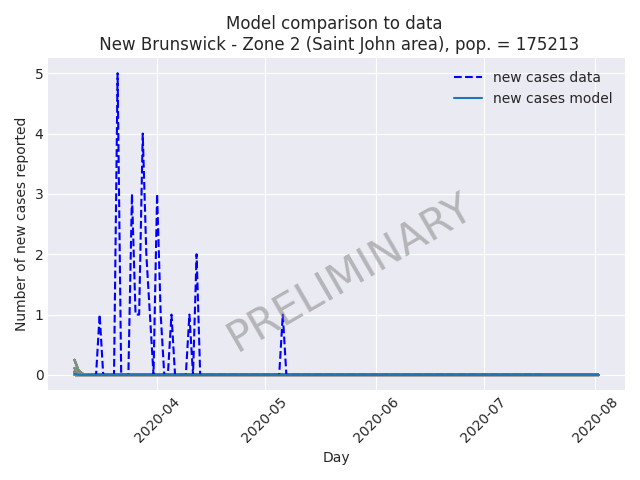 Model comparison to data
New Brunswick - Zone 2 (Saint John area), pop. = 175213
new cases data
new cases model
Number of new cases reported
5
4
3
2
1
0
PRELIMINARY
2020-04
2020-05
2020-06
2020-07
2020-08
Day